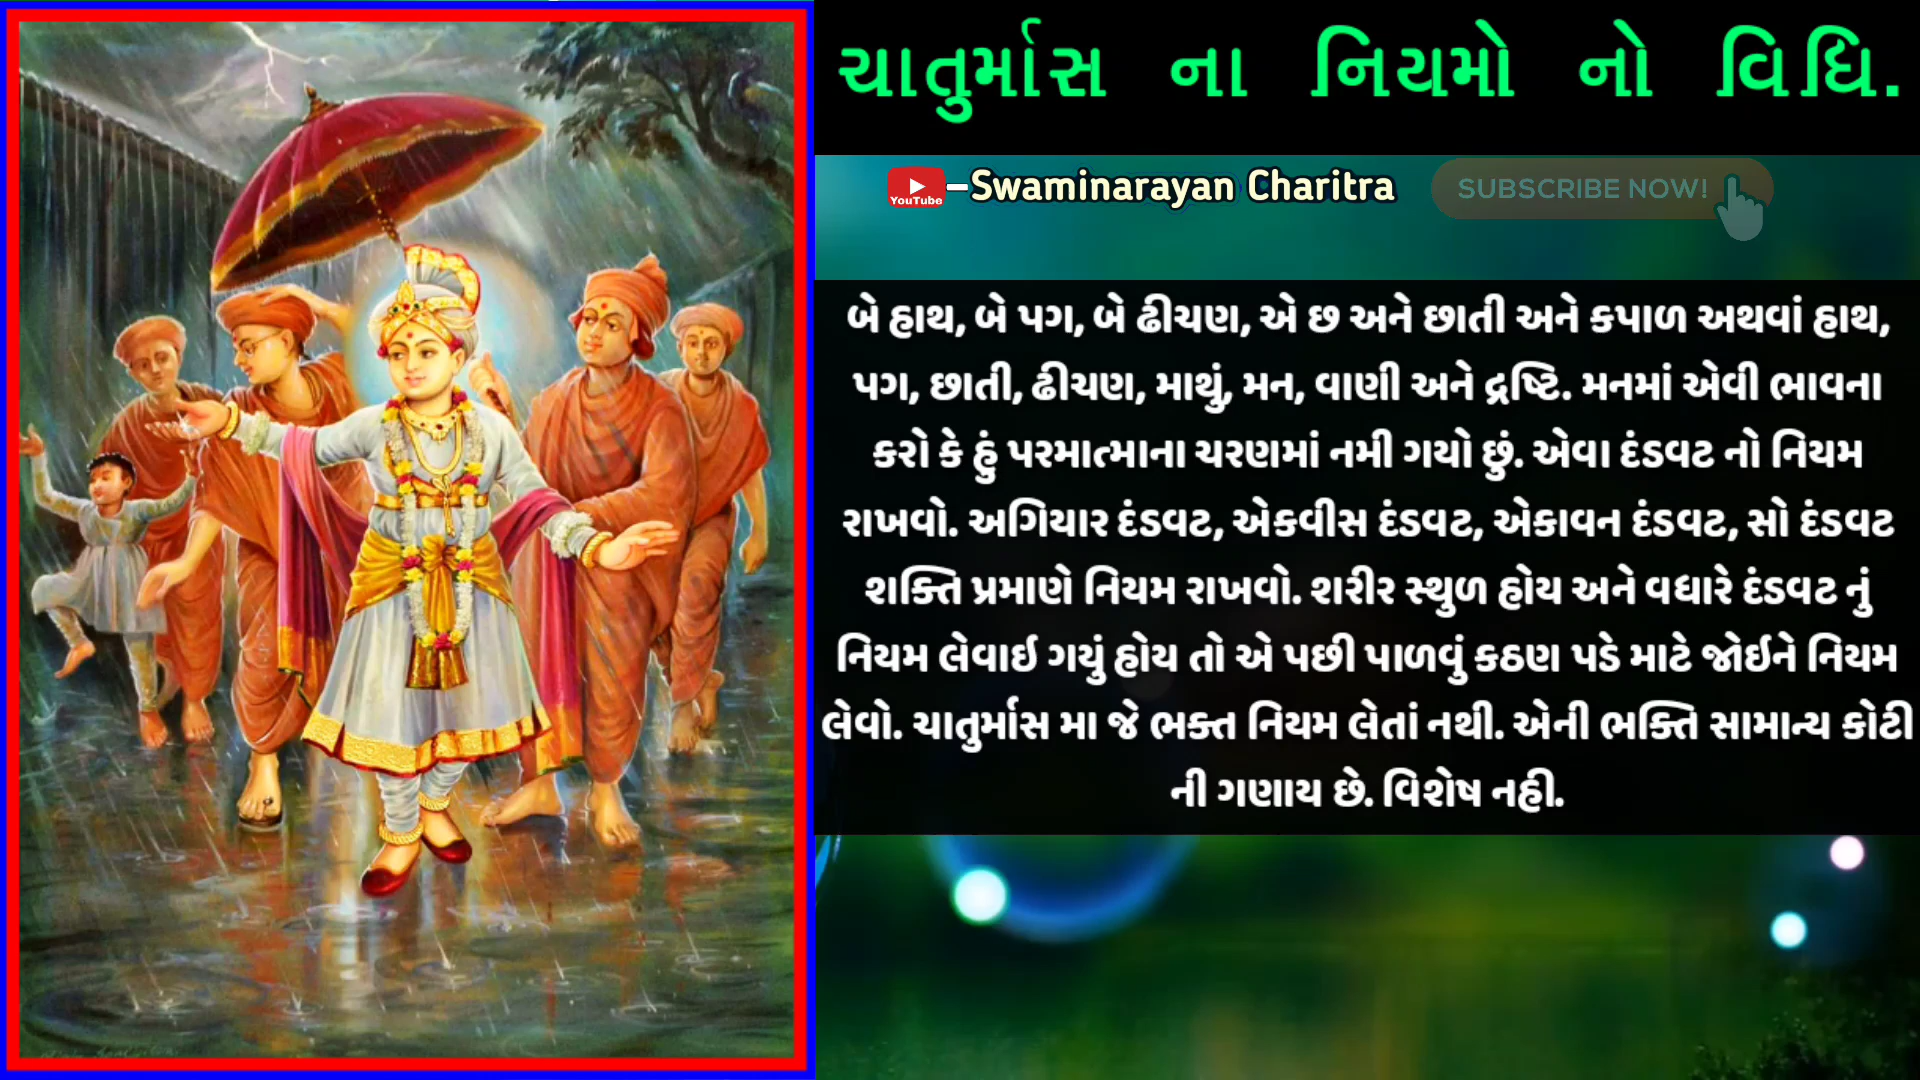 ચાતુર્માસ ના નિયમો નો વિધિ.
YouTube
-Swaminarayan Charitra
SUBSCRIBE NOW!
બે હાથ, બે પગ, બે ઢીચણ, એ છ અને છાતી અને કપાળ અથવાં હાથ,
પગ, છાતી, ઢીચણ, માથું, મન, વાણી અને દ્રષ્ટિ. મનમાં એવી ભાવના
કરો કે હું પરમાત્માના ચરણમાં નમી ગયો છું. એવા દંડવટ નો નિયમ
રાખવો. અગિયાર દંડવટ, એકવીસ દંડવટ, એકાવન દંડવટ, સો દંડવટ
શક્તિ પ્રમાણે નિયમ રાખવો. શરીર સ્થુળ હોય અને વધારે દંડવટ નું
નિયમ લેવાઇ ગયું હોય તો એ પછી પાળવું કઠણ પડે માટે જોઇને નિયમ
લેવો. ચાતુર્માસ મા જે ભક્ત નિયમ લેતાં નથી. એની ભક્તિ સામાન્ય કોટી
ની ગણાય છે. વિશેષ નહી.